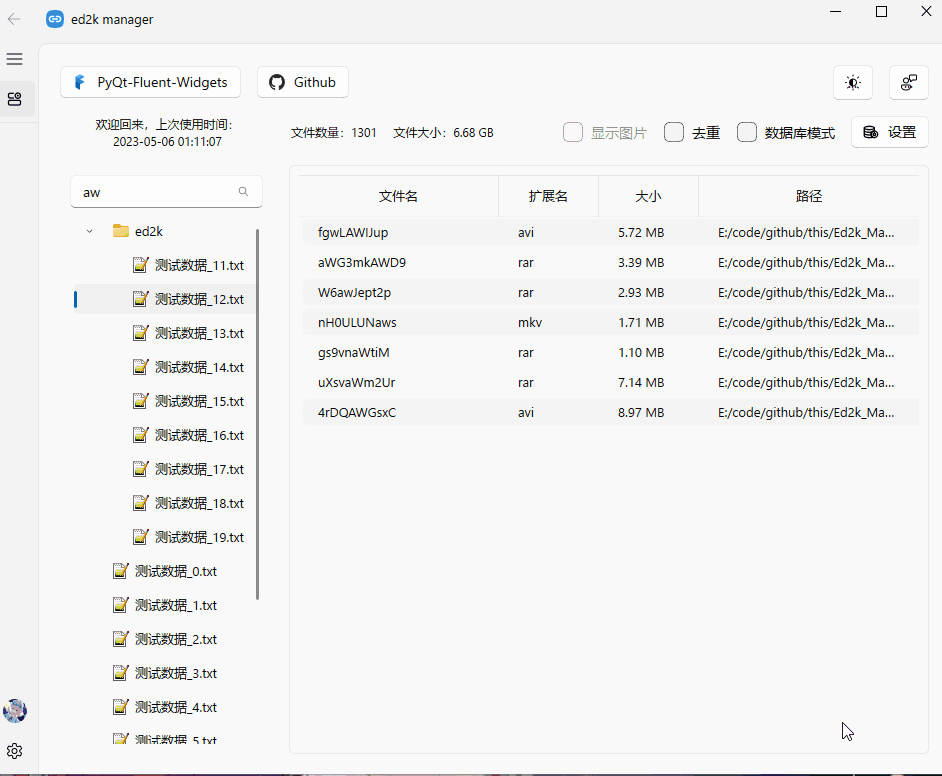 ed2k manager
PyQt-Fluent-Widgets
Github
欢迎回来，上次使用时间：
2023-05-06 01:11:07
文件数量： 1301 文件大小： 6.68 GB
显示图片
去重
数据库模式
设置
aw
ed2k
测试数据_11.txt
测试数据_12.txt
测试数据_13.txt
测试数据_14.txt
测试数据_15.txt
测试数据_16.txt
测试数据_17.txt
测试数据_18.txt
测试数据_19.txt
测试数据_0.txt
测试数据_1.txt
测试数据_2.txt
测试数据_3.txt
测试数据_4.txt
测试数据_5.txt
文件名 扩展名 大小 路径
fgwLAWIJup avi 5.72 MB E:/code/github/this/Ed2k_Ma...
aWG3mkAWD9 rar 3.39 MB E:/code/github/this/Ed2k_Ma...
W6awJept2p rar 2.93 MB E:/code/github/this/Ed2k_Ma...
nH0ULUNaws mkv 1.71 MB E:/code/github/this/Ed2k_Ma...
gs9vnaWtiM rar 1.10 MB E:/code/github/this/Ed2k_Ma...
uXsvaWm2Ur rar 7.14 MB E:/code/github/this/Ed2k_Ma...
4rDQAWGsxC avi 8.97 MB E:/code/github/this/Ed2k_Ma...